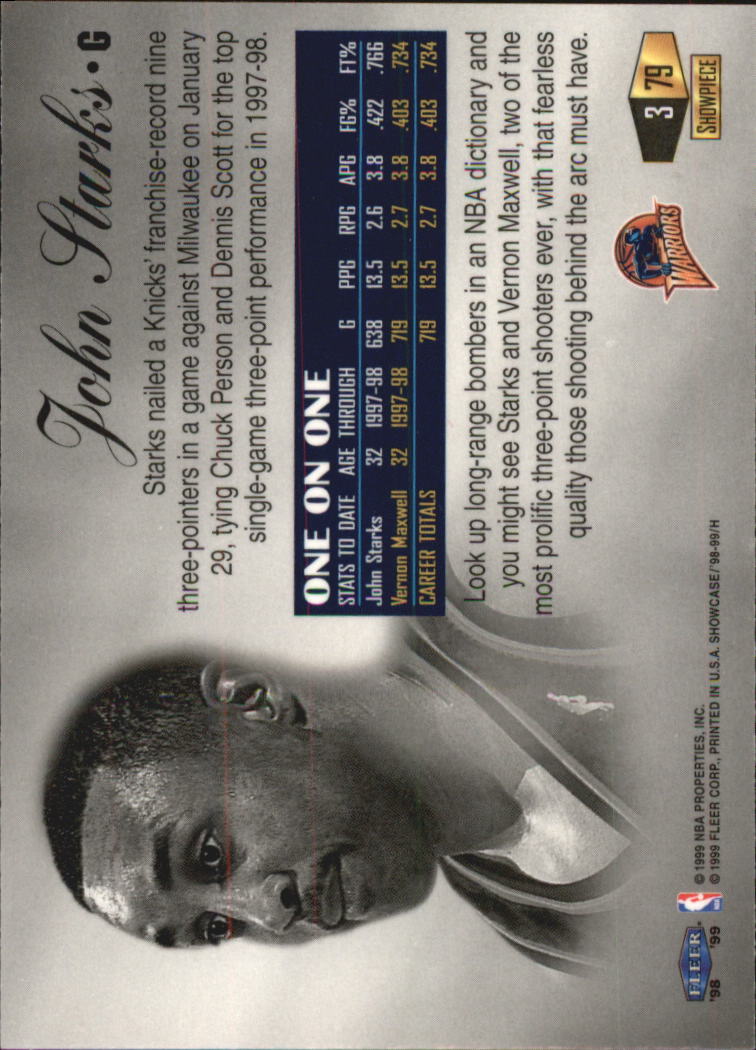 John Starks • G
Starks nailed a Knicks' franchise-record nine
three-pointers in a game against Milwaukee on January
29, tying Chuck Person and Dennis Scott for the top
single-game three-point performance in 1997-98.
ONE ON ONE
STATS TO DATE AGE THROUGH G PPG RPG APG FG% FT%
John Starks 32 1997-98 638 13.5 2.6 3.8 .422 .766
Vernon Maxwell 32 1997-98 719 13.5 2.7 3.8 .403 .734
CAREER TOTALS 719 13.5 2.7 3.8 .403 .734
Look up long-range bombers in an NBA dictionary and
you might see Starks and Vernon Maxwell, two of the
most prolific three-point shooters ever, with that fearless
quality those shooting behind the arc must have.
WARRIORS
3 79
SHOWPIECE
FLEER
'98 '99
NBA
© 1999 NBA PROPERTIES, INC.
© 1999 FLEER CORP., PRINTED IN U.S.A. SHOWCASE/'98-99/H